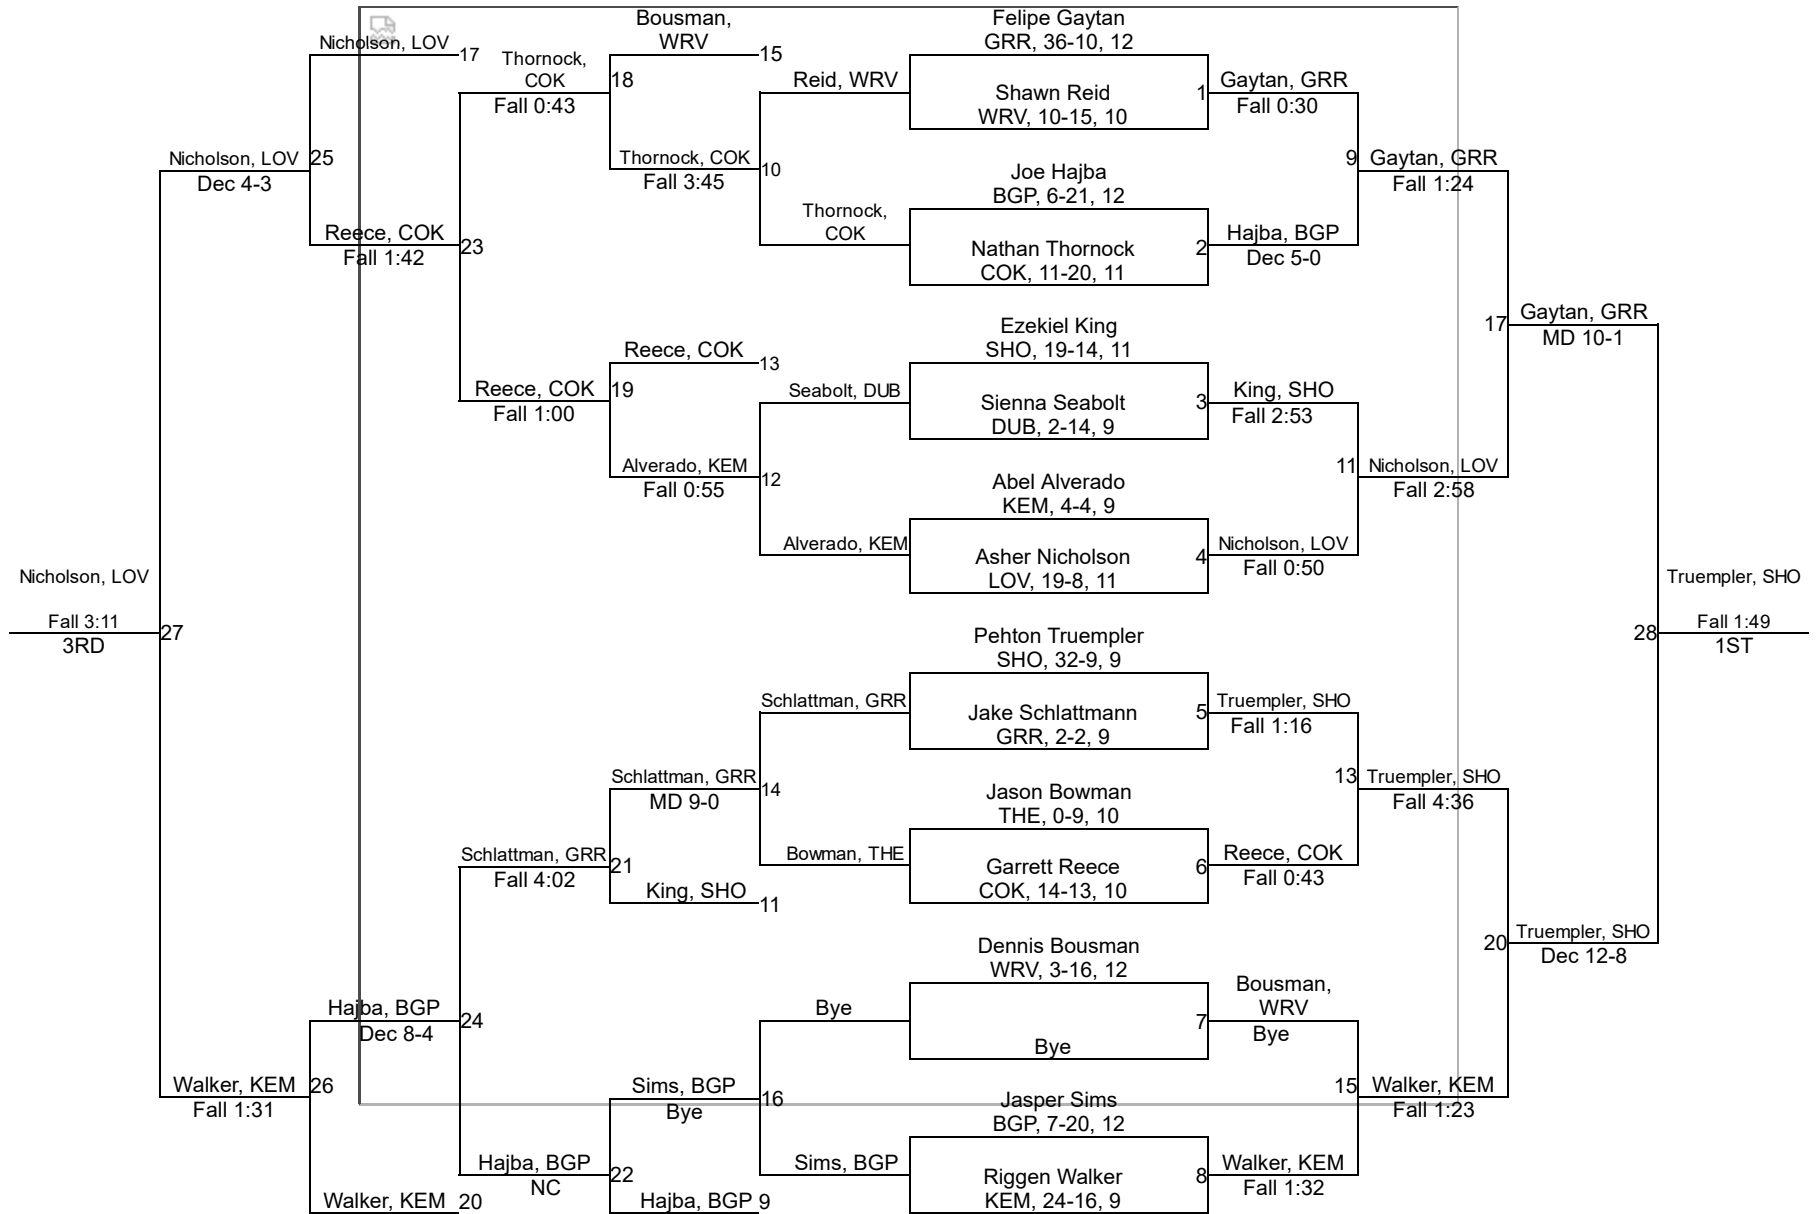 Nicholson, LOV
17
25
Nicholson, LOV
Dec 4-3
Reece, COK
Fall 1:42
23
Thornock,
COK
Fall 0:43
18
Bousman,
WRV
15
Thornock, COK
Fall 3:45
10
Reid, WRV
Thornock,
COK
Felipe Gaytan
GRR, 36-10, 12
Shawn Reid
WRV, 10-15, 10
1
Gaytan, GRR
Fall 0:30
Joe Hajba
BGP, 6-21, 12
Nathan Thornock
COK, 11-20, 11
2
Hajba, BGP
Dec 5-0
9
Gaytan, GRR
Fall 1:24
Reece, COK
Fall 1:00
19
Reece, COK
13
Alverado, KEM
Fall 0:55
12
Seabolt, DUB
Alverado, KEM
Ezekiel King
SHO, 19-14, 11
Sienna Seabolt
DUB, 2-14, 9
3
King, SHO
Fall 2:53
Abel Alverado
KEM, 4-4, 9
Asher Nicholson
LOV, 19-8, 11
4
Nicholson, LOV
Fall 0:50
11
Nicholson, LOV
Fall 2:58
17
Gaytan, GRR
MD 10-1
Nicholson, LOV
Fall 3:11
3RD
27
28
Truempler, SHO
Fall 1:49
1ST
Schlattman, GRR
Fall 4:02
21
Schlattman, GRR
MD 9-0
14
King, SHO
11
Schlattman, GRR
Bowman, THE
Pehton Truempler
SHO, 32-9, 9
Jake Schlattmann
GRR, 2-2, 9
5
Truempler, SHO
Fall 1:16
Jason Bowman
THE, 0-9, 10
Garrett Reece
COK, 14-13, 10
6
Reece, COK
Fall 0:43
13
Truempler, SHO
Fall 4:36
20
Truempler, SHO
Dec 12-8
Hajba, BGP
Dec 8-4
24
Walker, KEM
Fall 1:31
26
Walker, KEM
20
Hajba, BGP
NC
22
Sims, BGP
Bye
16
Hajba, BGP
9
Bye
Sims, BGP
Dennis Bousman
WRV, 3-16, 12
Bye
7
Bousman,
WRV
Bye
Jasper Sims
BGP, 7-20, 12
Riggen Walker
KEM, 24-16, 9
8
Walker, KEM
Fall 1:32
15
Walker, KEM
Fall 1:23